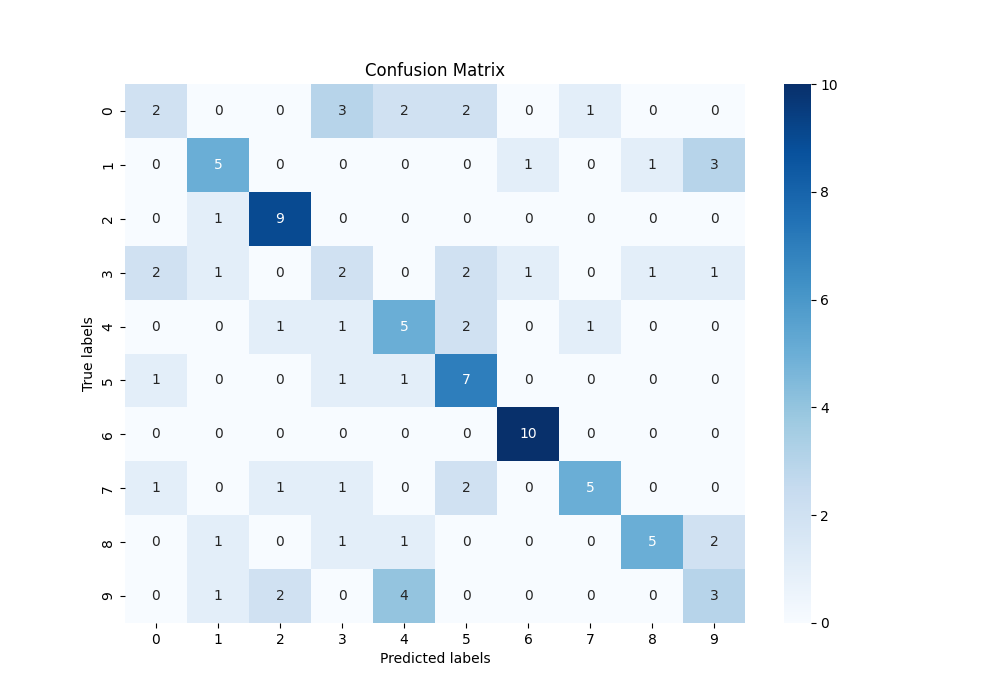 Confusion Matrix
0 2 0 0 3 2 2 0 1 0 0
1 0 5 0 0 0 0 1 0 1 3
2 0 1 9 0 0 0 0 0 0 0
3 2 1 0 2 0 2 1 0 1 1
4 0 0 1 1 5 2 0 1 0 0
5 1 0 0 1 1 7 0 0 0 0
6 0 0 0 0 0 0 10 0 0 0
7 1 0 1 1 0 2 0 5 0 0
8 0 1 0 1 1 0 0 0 5 2
9 0 1 2 0 4 0 0 0 0 3
0 1 2 3 4 5 6 7 8 9
Predicted labels
True labels
10
8
6
4
2
0